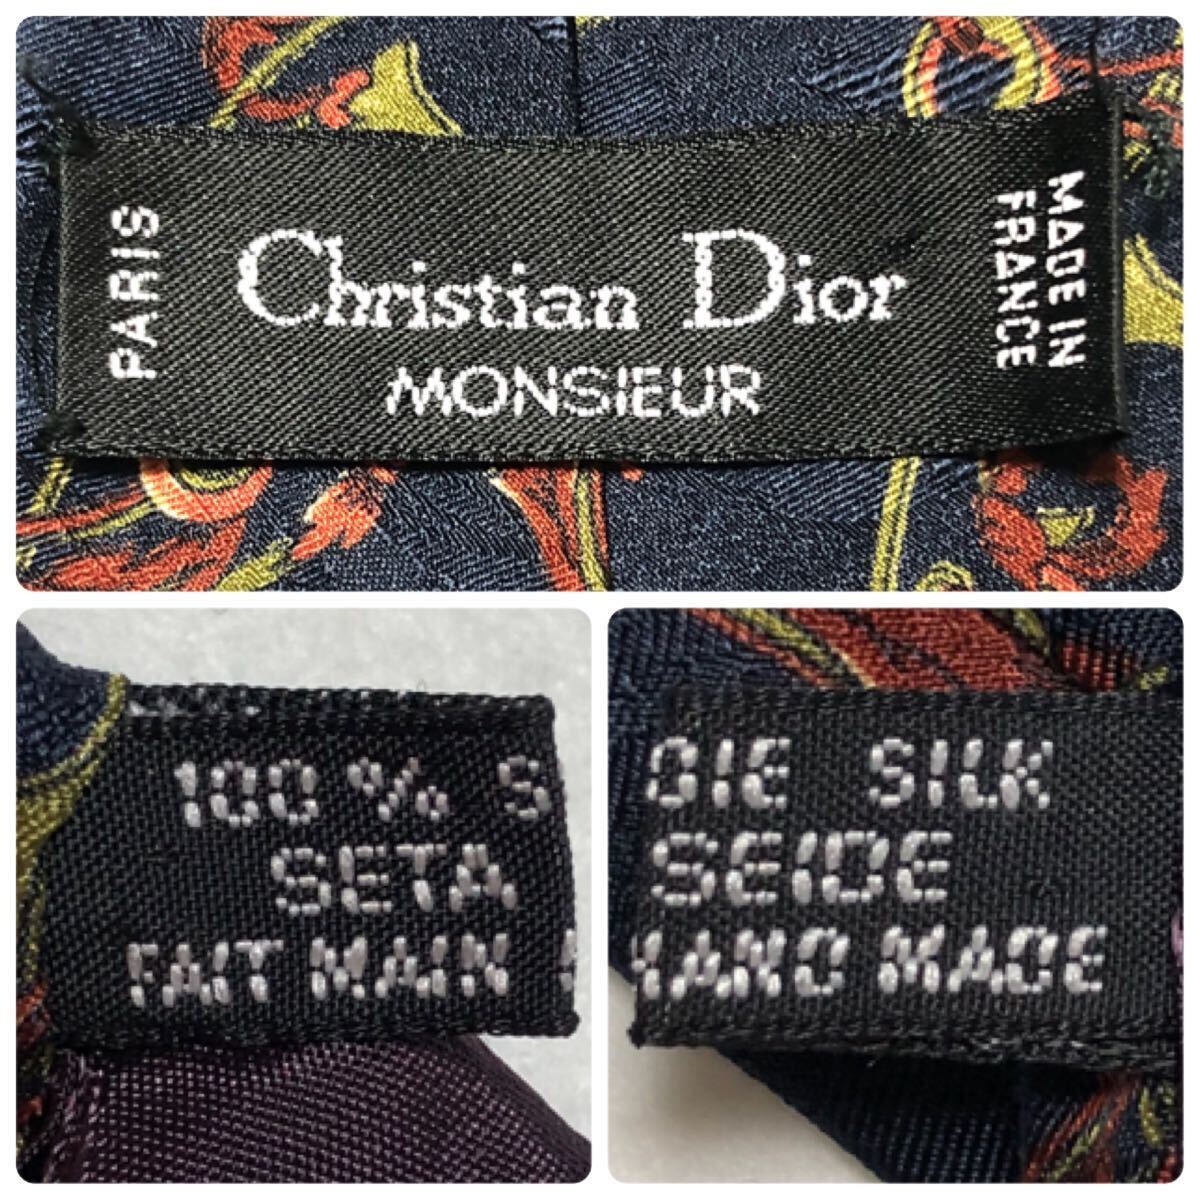 PARIS
Christian Dior
MONSIEUR
MADE IN
FRANCE
100% S
SETA
FAIT MAIN
OIE SILK
SEIDE
HAND MADE